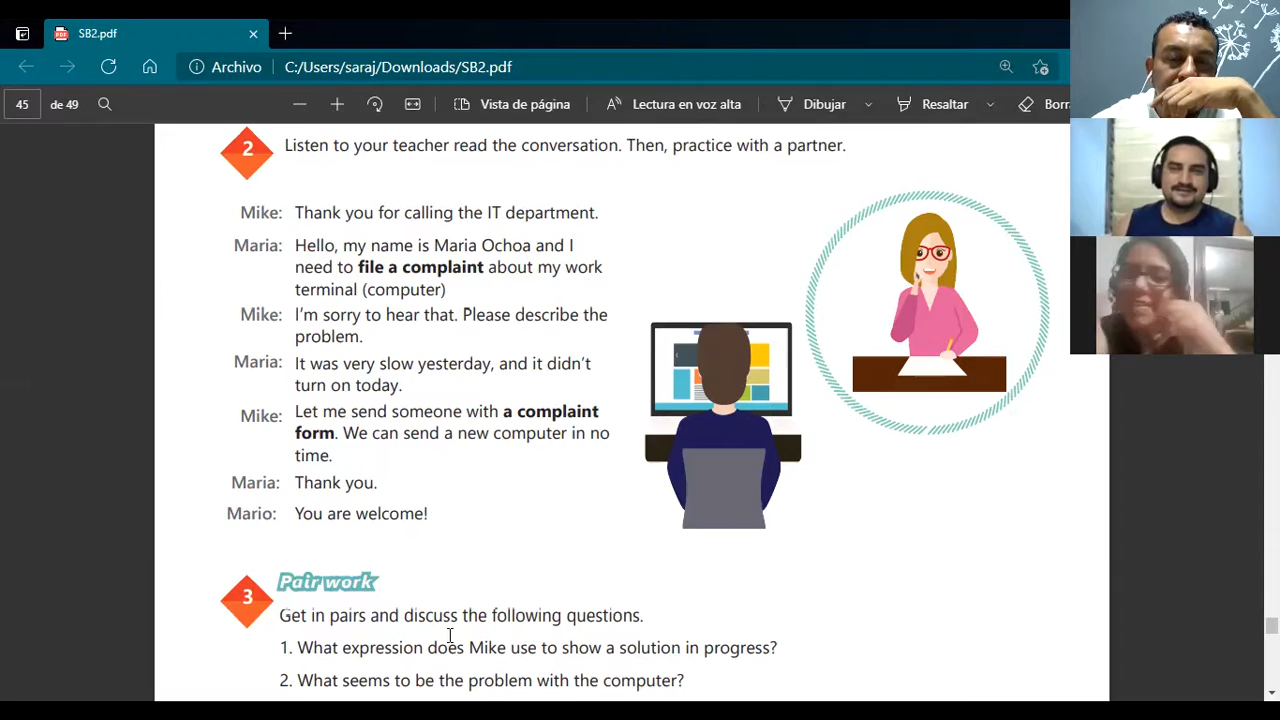 SB2.pdf
Archivo C:/Users/saraj/Downloads/SB2.pdf
45 de 49 Vista de página Lectura en voz alta Dibujar Resaltar Borra
2 Listen to your teacher read the conversation. Then, practice with a partner.
Mike: Thank you for calling the IT department.
Maria: Hello, my name is Maria Ochoa and I
need to file a complaint about my work
terminal (computer)
Mike: I'm sorry to hear that. Please describe the
problem.
Maria: It was very slow yesterday, and it didn't
turn on today.
Mike: Let me send someone with a complaint
form. We can send a new computer in no
time.
Maria: Thank you.
Mario: You are welcome!
3 Pair work
Get in pairs and discuss the following questions.
1. What expression does Mike use to show a solution in progress?
2. What seems to be the problem with the computer?